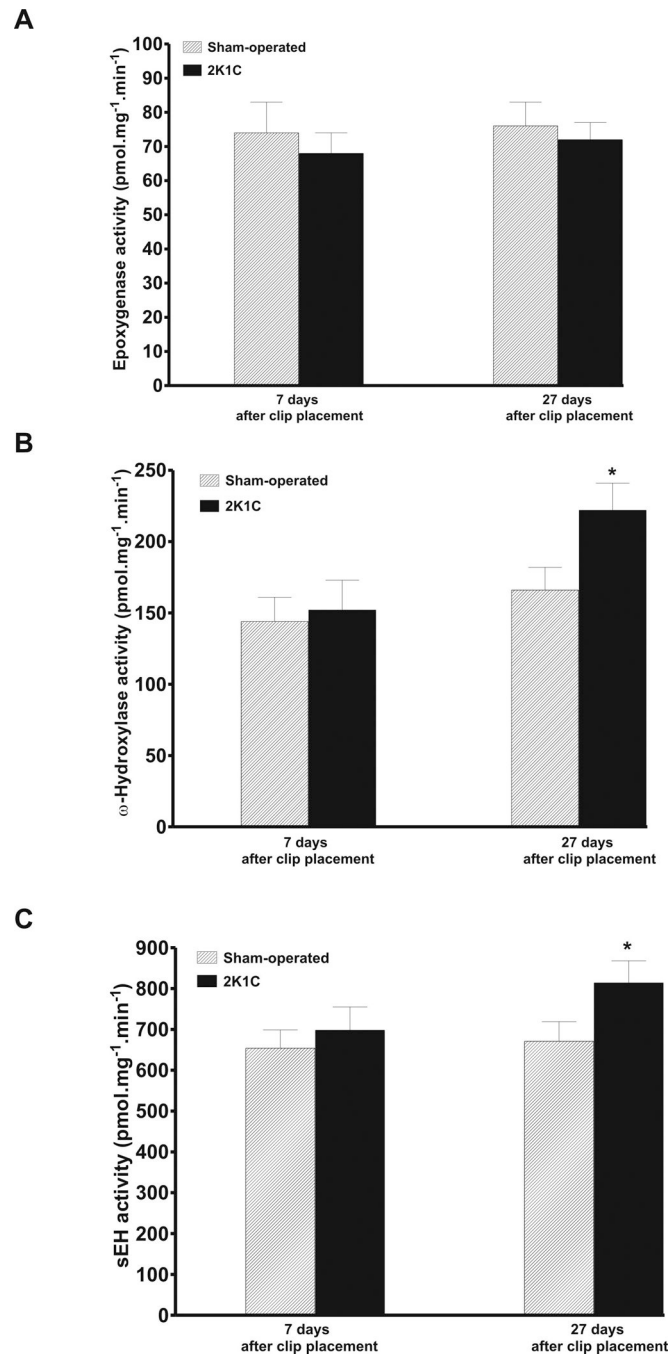 A
Epoxygenase activity (pmol.mg⁻¹.min⁻¹)
100
90
80
70
60
50
40
30
20
10
0
Sham-operated
2K1C
7 days
after clip placement
27 days
after clip placement
B
ω-Hydroxylase activity (pmol.mg⁻¹.min⁻¹)
250
200
150
100
50
0
Sham-operated
2K1C
*
7 days
after clip placement
27 days
after clip placement
C
sEH activity (pmol.mg⁻¹.min⁻¹)
900
800
700
600
500
400
300
200
100
0
Sham-operated
2K1C
*
7 days
after clip placement
27 days
after clip placement